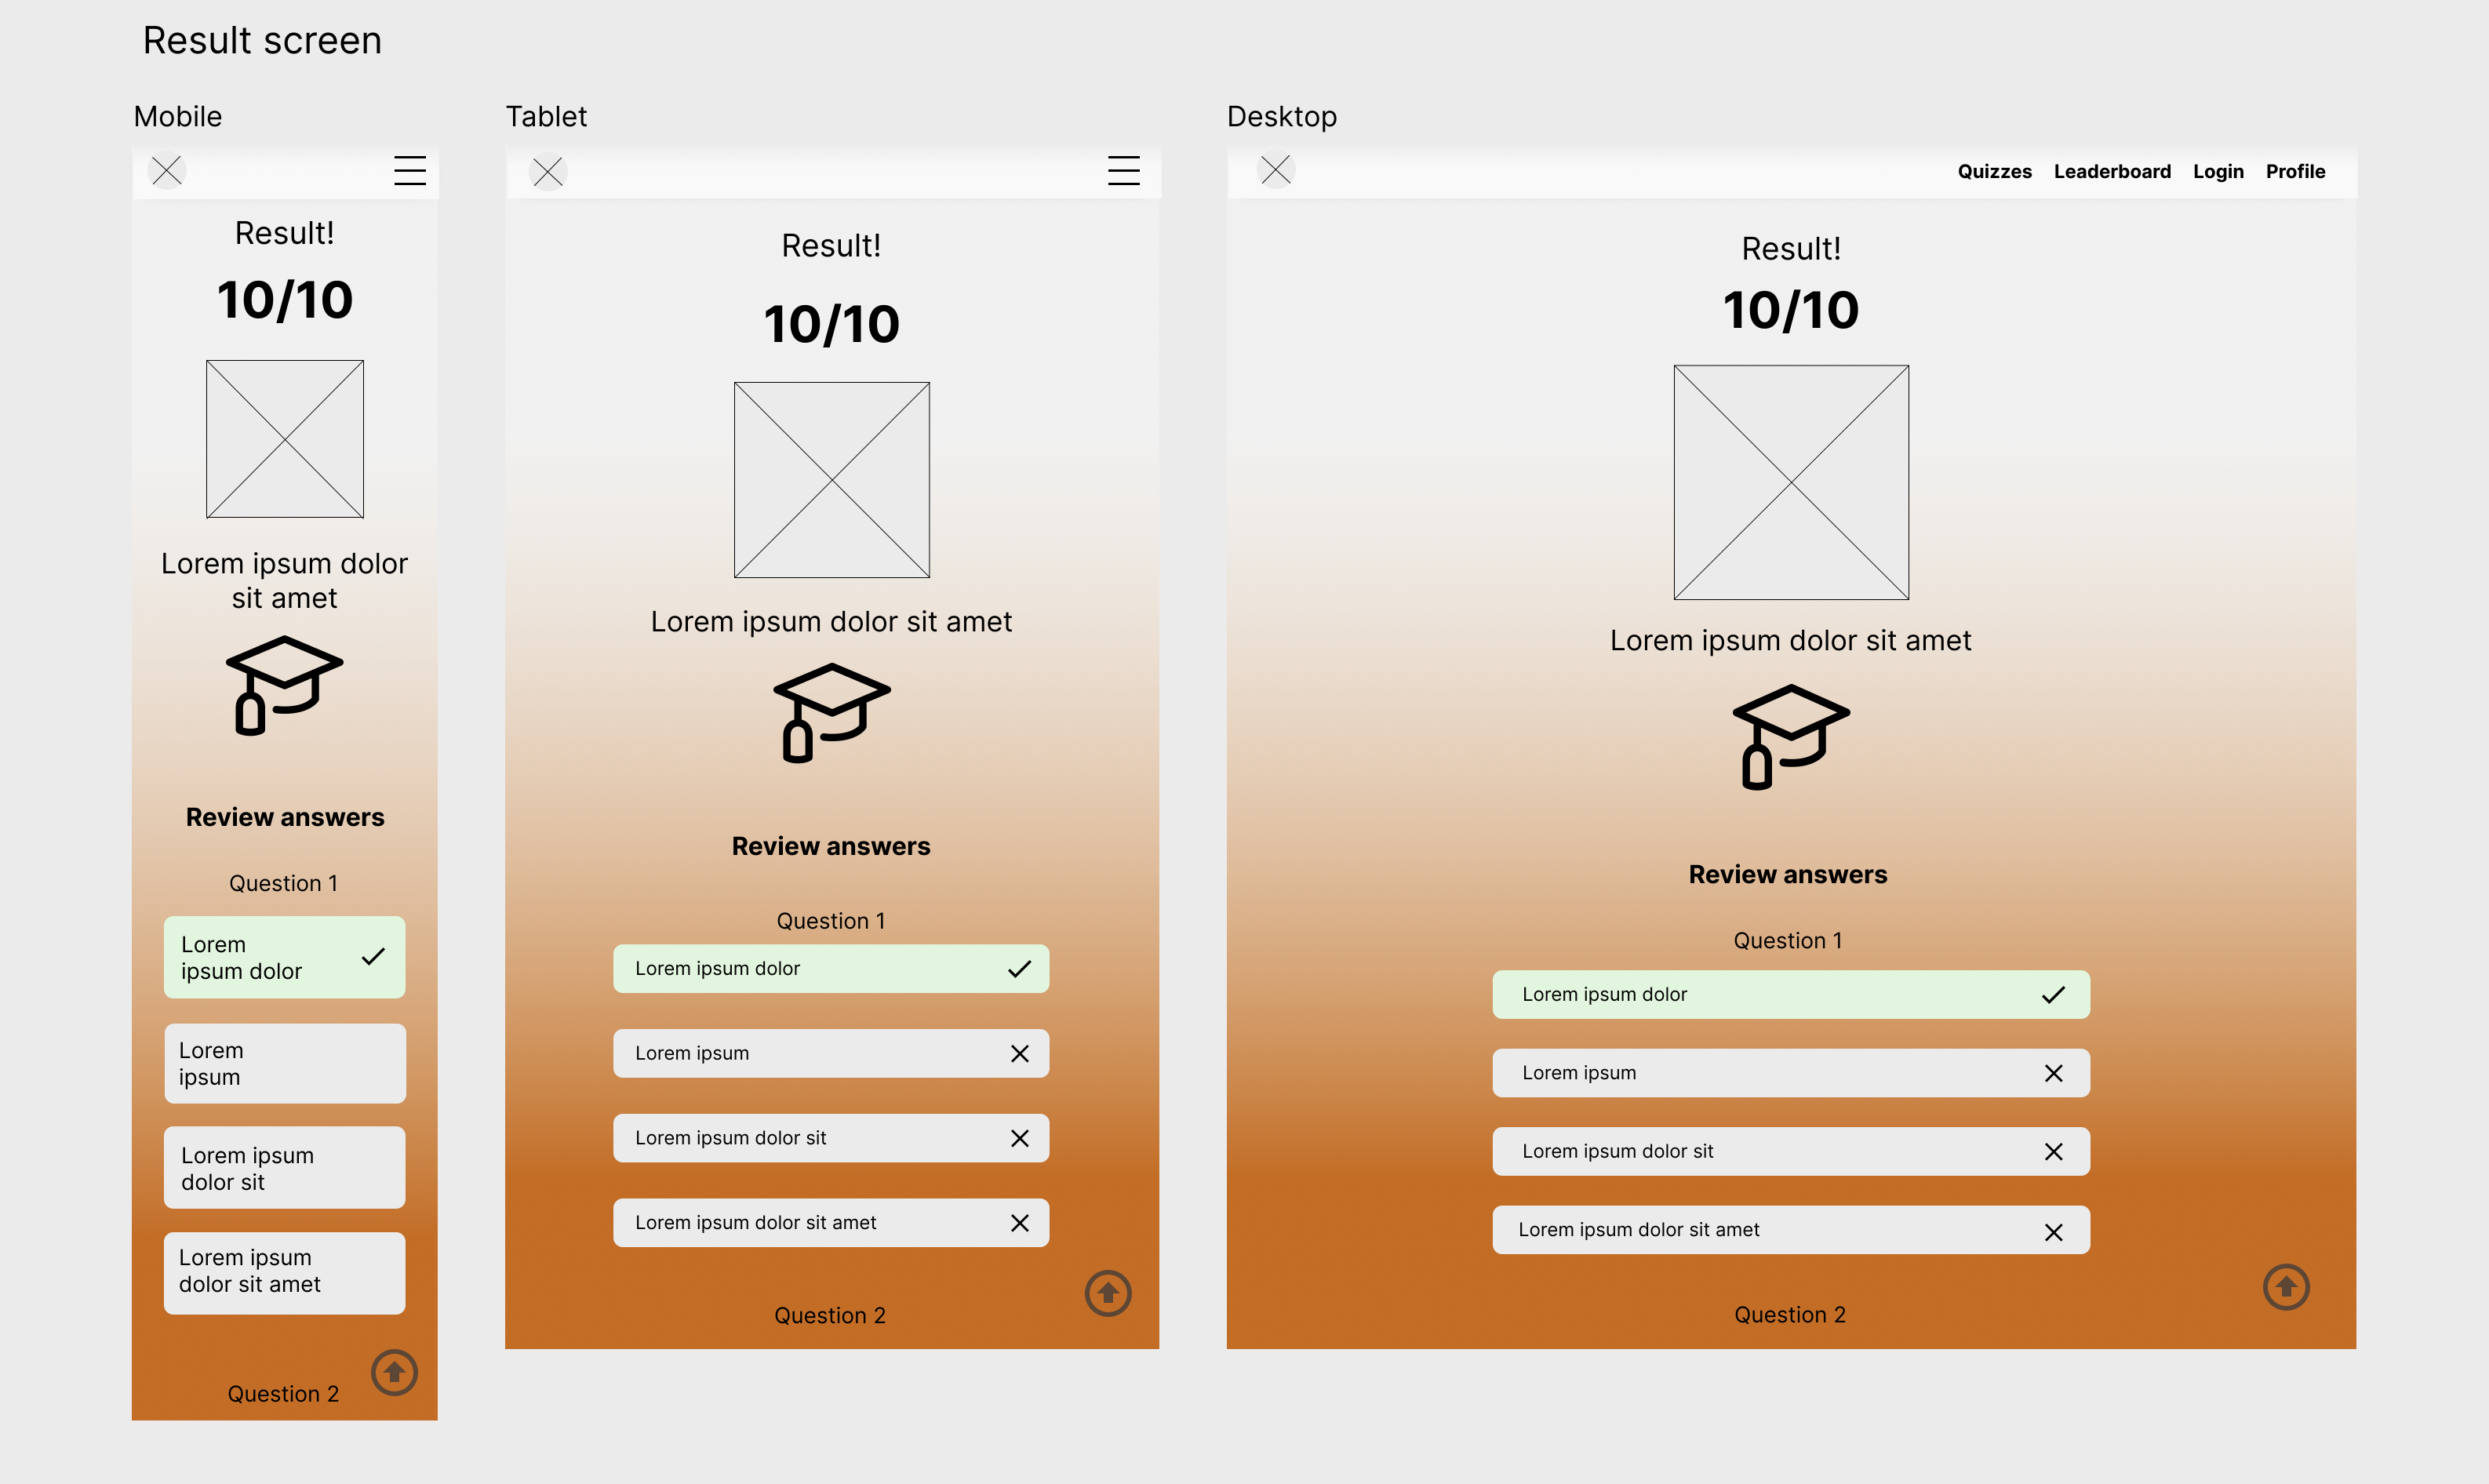 Result screen
Mobile
Result!
10/10
Lorem ipsum dolor
sit amet
Review answers
Question 1
Lorem
ipsum dolor
Lorem
ipsum
Lorem ipsum
dolor sit
Lorem ipsum
dolor sit amet
Question 2
Tablet
Result!
10/10
Lorem ipsum dolor sit amet
Review answers
Question 1
Lorem ipsum dolor
Lorem ipsum
Lorem ipsum dolor sit
Lorem ipsum dolor sit amet
Question 2
Desktop
Quizzes Leaderboard Login Profile
Result!
10/10
Lorem ipsum dolor sit amet
Review answers
Question 1
Lorem ipsum dolor
Lorem ipsum
Lorem ipsum dolor sit
Lorem ipsum dolor sit amet
Question 2